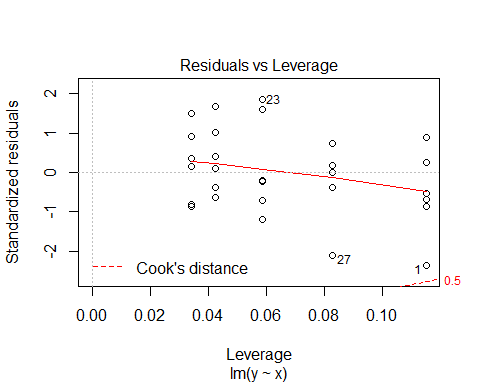 Residuals vs Leverage
Standardized residuals
2
1
0
-1
-2
23
27
1
0.5
Cook's distance
0.00 0.02 0.04 0.06 0.08 0.10
Leverage
lm(y ~ x)